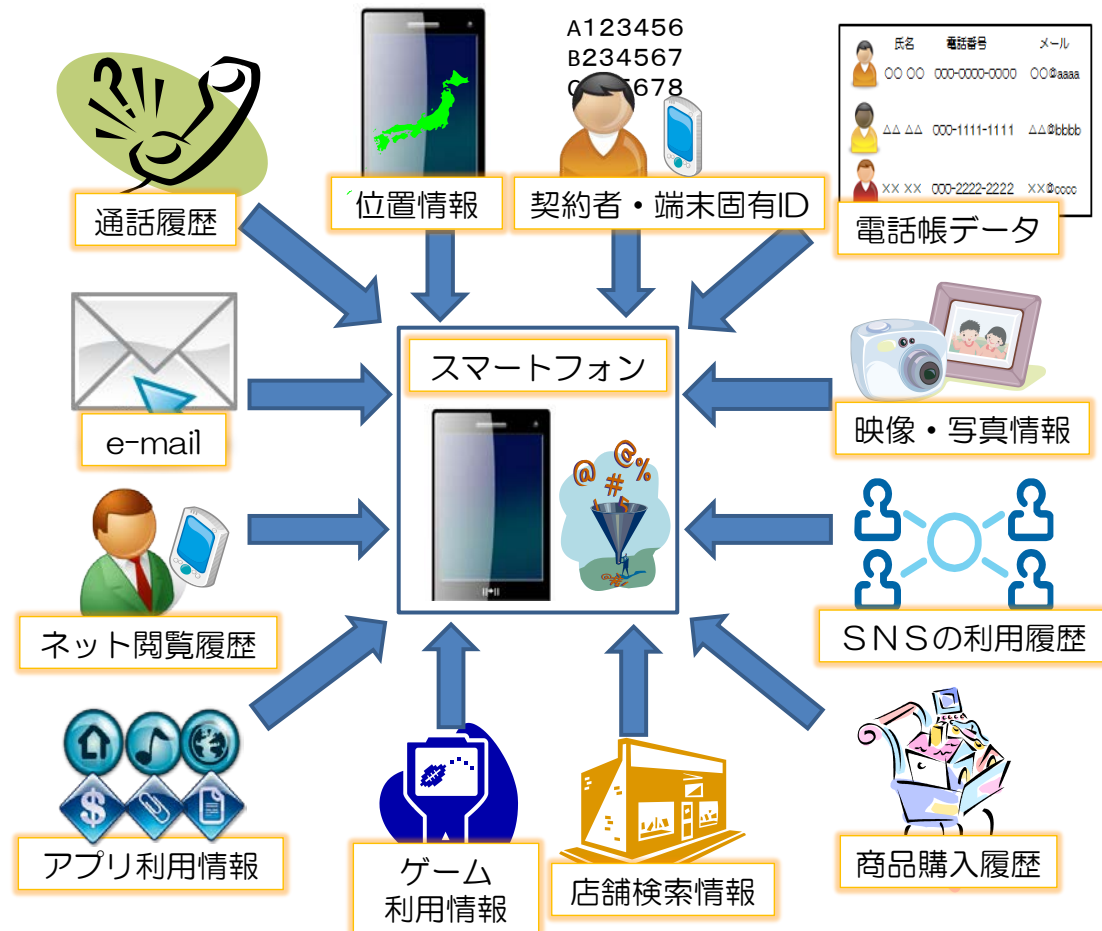 A123456
B234567
5678
氏名 電話番号 メール
○○ ○○ 000-0000-0000 ○○@aaaa
△△ △△ 000-1111-1111 △△@bbbb
×× ×× 000-2222-2222 ××@cccc
通話履歴
位置情報
契約者・端末固有ID
電話帳データ
スマートフォン
e-mail
映像・写真情報
@ @ %
#
ネット閲覧履歴
SNSの利用履歴
$
アプリ利用情報
ゲーム
利用情報
店舗検索情報
商品購入履歴